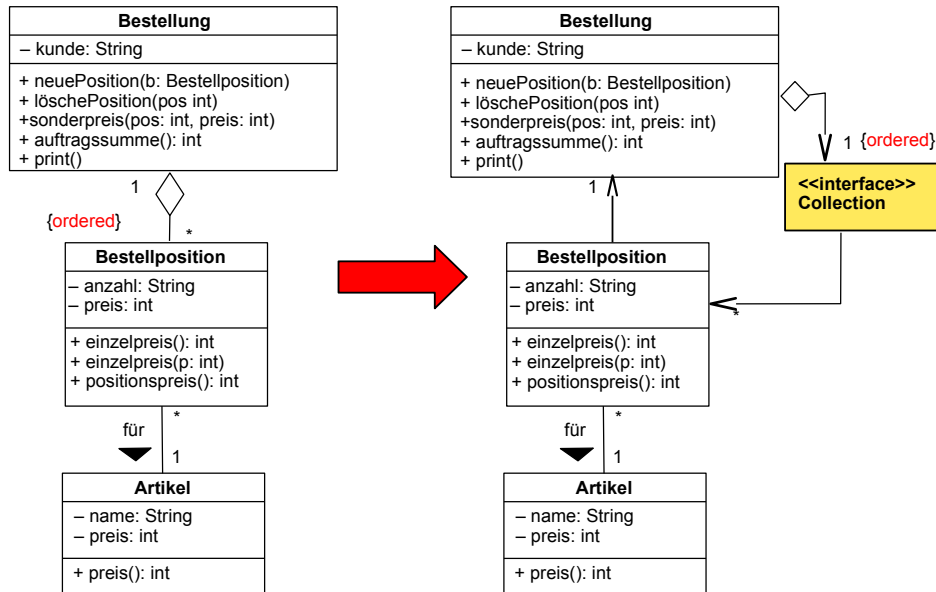 Bestellung
– kunde: String
+ neuePosition(b: Bestellposition)
+ löschePosition(pos int)
+sonderpreis(pos: int, preis: int)
+ auftragssumme(): int
+ print()
1
{ordered}
*
Bestellposition
– anzahl: String
– preis: int
+ einzelpreis(): int
+ einzelpreis(p: int)
+ positionspreis(): int
*
für
1
Artikel
– name: String
– preis: int
+ preis(): int
Bestellung
– kunde: String
+ neuePosition(b: Bestellposition)
+ löschePosition(pos int)
+sonderpreis(pos: int, preis: int)
+ auftragssumme(): int
+ print()
1 {ordered}
<<interface>>
Collection
1
*
Bestellposition
– anzahl: String
– preis: int
+ einzelpreis(): int
+ einzelpreis(p: int)
+ positionspreis(): int
*
für
1
Artikel
– name: String
– preis: int
+ preis(): int